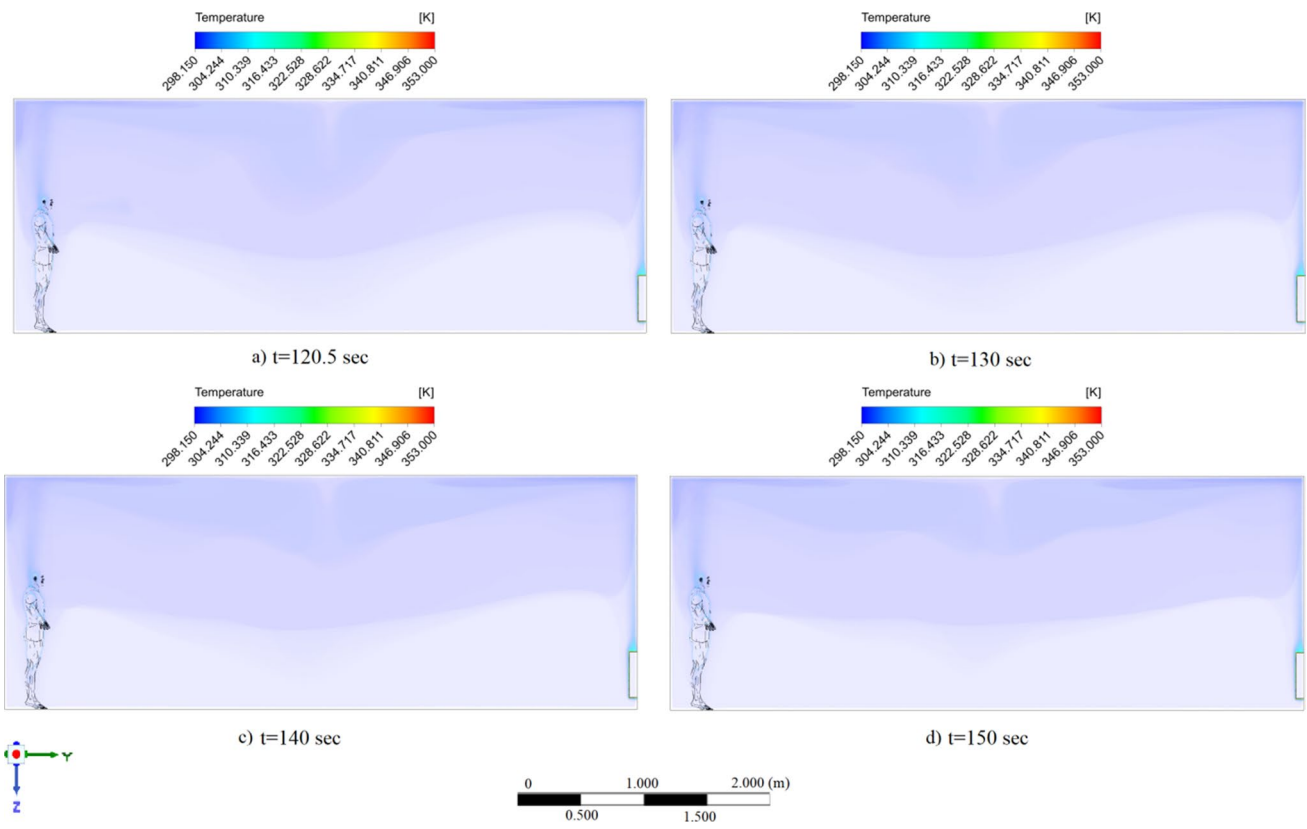 Temperature [K]
298.150 304.244 310.339 316.433 322.528 328.622 334.717 340.811 346.906 353.000
Temperature [K]
298.150 304.244 310.339 316.433 322.528 328.622 334.717 340.811 346.906 353.000
a) t=120.5 sec
b) t=130 sec
Temperature [K]
298.150 304.244 310.339 316.433 322.528 328.622 334.717 340.811 346.906 353.000
Temperature [K]
298.150 304.244 310.339 316.433 322.528 328.622 334.717 340.811 346.906 353.000
c) t=140 sec
d) t=150 sec
Y
Z
0 1.000 2.000 (m)
0.500 1.500